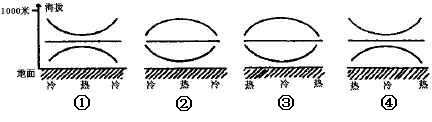 海拔
1000米
地面
冷 热 冷 冷 热 冷 热 冷 热 热 冷 热
① ② ③ ④